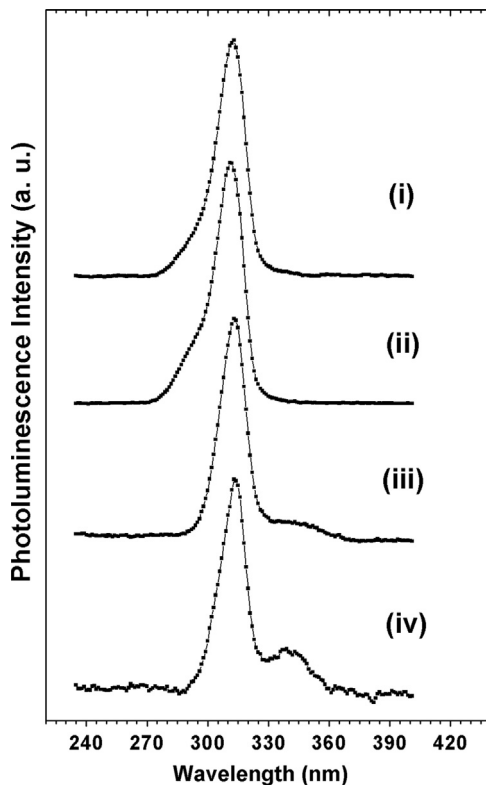 Photoluminescence Intensity (a. u.)
(i)
(ii)
(iii)
(iv)
240 270 300 330 360 390 420
Wavelength (nm)